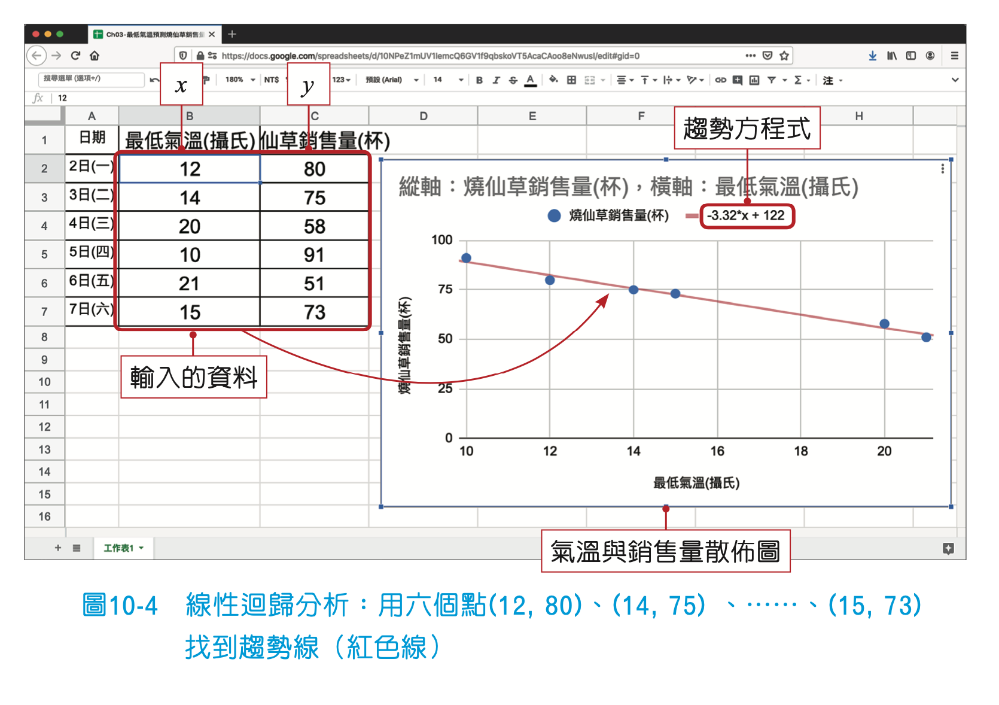 Ch03-最低氣溫預測燒仙草銷售量
https://docs.google.com/spreadsheets/d/10NPeZ1mUV1IemcQ6GV1f9qbskoVT5AcaCAoo8eNwusI/edit#gid=0
搜尋選單 (選項+/) 180% NT$ 123 預設 (Arial) 14 B I S A Σ 注
x
y
fx 12
A B C D E F H
趨勢方程式
1 日期 最低氣溫(攝氏) 仙草銷售量(杯)
2 2日(一) 12 80
3 3日(二) 14 75
4 4日(三) 20 58
5 5日(四) 10 91
6 6日(五) 21 51
7 7日(六) 15 73
8
9
10
11
12
13
14
15
16
輸入的資料
縱軸：燒仙草銷售量(杯)，橫軸：最低氣溫(攝氏)
燒仙草銷售量(杯) -3.32*x + 122
100
75
50
25
0
燒仙草銷售量(杯)
10 12 14 16 18 20
最低氣溫(攝氏)
工作表1
氣溫與銷售量散佈圖
圖10-4 線性迴歸分析：用六個點(12, 80)、(14, 75)、……、(15, 73)
找到趨勢線（紅色線）